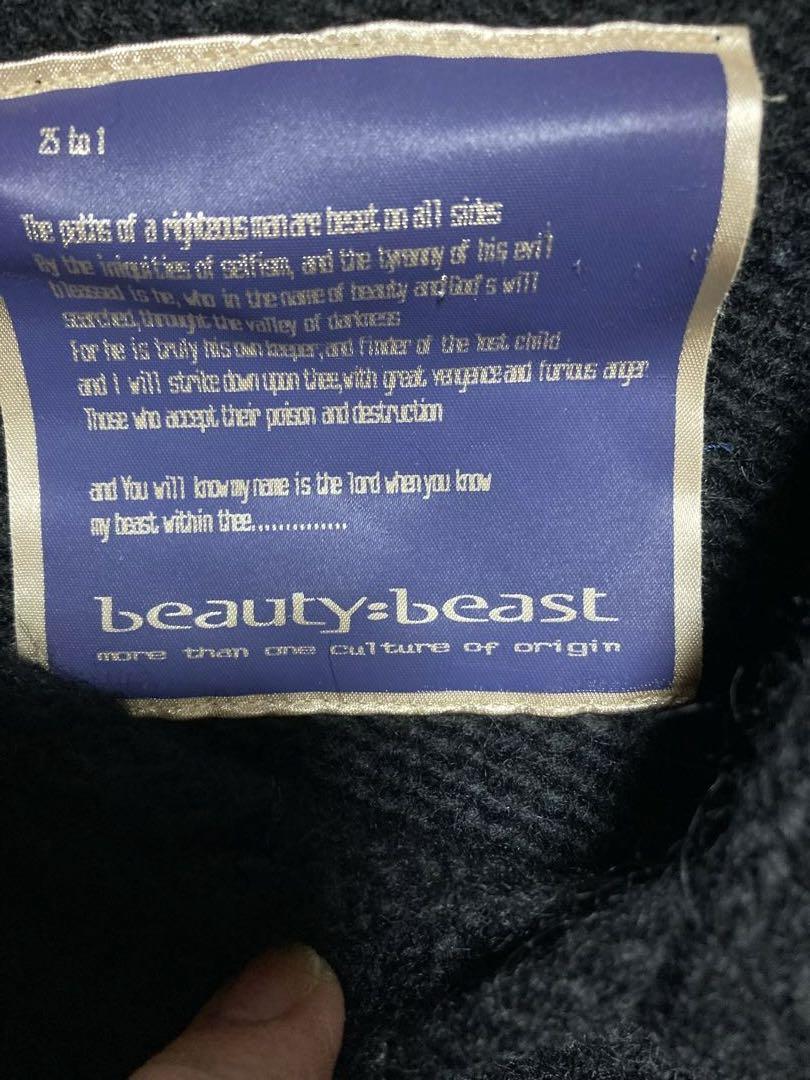 25 to 1
The paths of a righteous man are beset on all sides
By the iniquities of selfism, and the tyranny of his evil
blessed is he, who in the name of beauty and God's will
searched, throught the valley of darkness
For he is truly his own keeper, and finder of the lost child
and I will strike down upon thee, with great vengence and furious anger
Those who accept their poison and destruction
and You will know my name is the lord when you know
my beast within thee..............
beauty:beast
more than one culture of origin